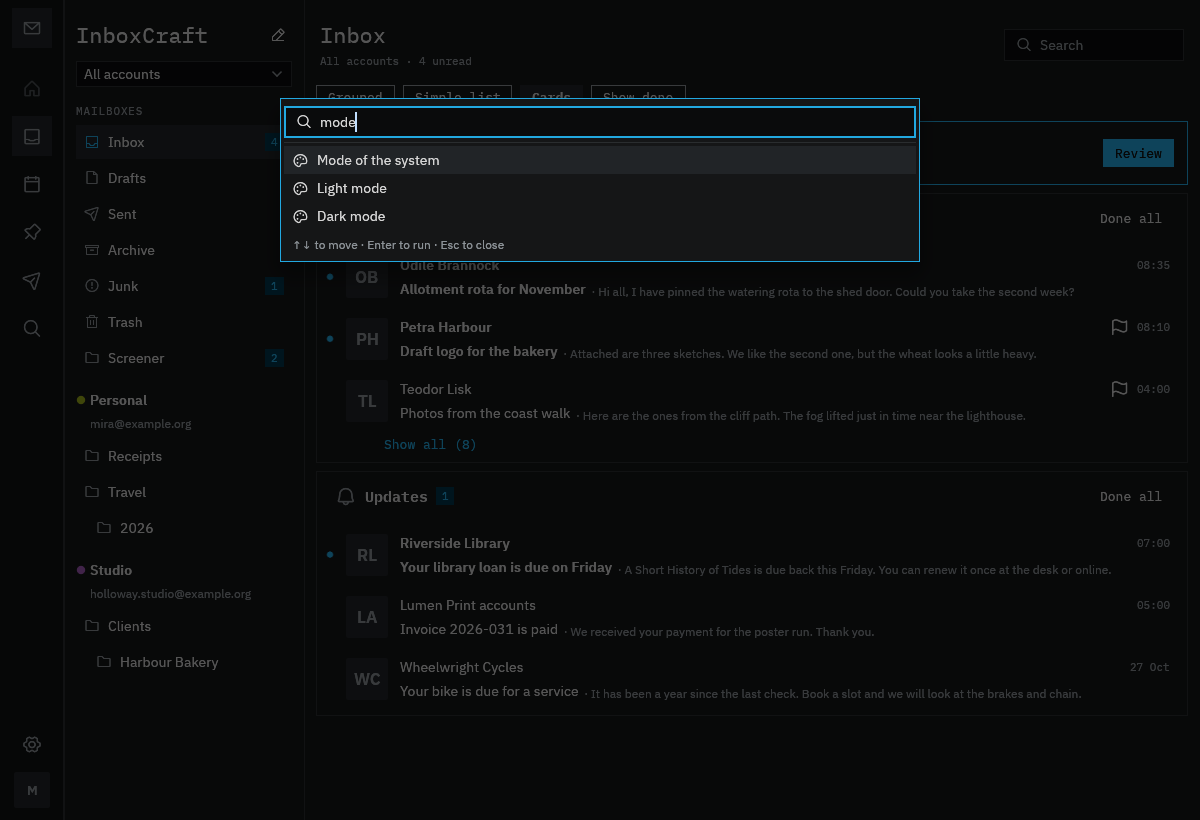 InboxCraft
All accounts
MAILBOXES
Inbox 4
Drafts
Sent
Archive
Junk 1
Trash
Screener 2
Personal
mira@example.org
Receipts
Travel
2026
Studio
holloway.studio@example.org
Clients
Harbour Bakery
M
Inbox
All accounts · 4 unread
Search
Grouped Simple list Cards Show done
mode
Mode of the system
Light mode
Dark mode
↑↓ to move · Enter to run · Esc to close
Review
Done all
OB Odile Brannock 08:35
Allotment rota for November · Hi all, I have pinned the watering rota to the shed door. Could you take the second week?
PH Petra Harbour 08:10
Draft logo for the bakery · Attached are three sketches. We like the second one, but the wheat looks a little heavy.
TL Teodor Lisk 04:00
Photos from the coast walk · Here are the ones from the cliff path. The fog lifted just in time near the lighthouse.
Show all (8)
Updates 1 Done all
RL Riverside Library 07:00
Your library loan is due on Friday · A Short History of Tides is due back this Friday. You can renew it once at the desk or online.
LA Lumen Print accounts 05:00
Invoice 2026-031 is paid · We received your payment for the poster run. Thank you.
WC Wheelwright Cycles 27 Oct
Your bike is due for a service · It has been a year since the last check. Book a slot and we will look at the brakes and chain.